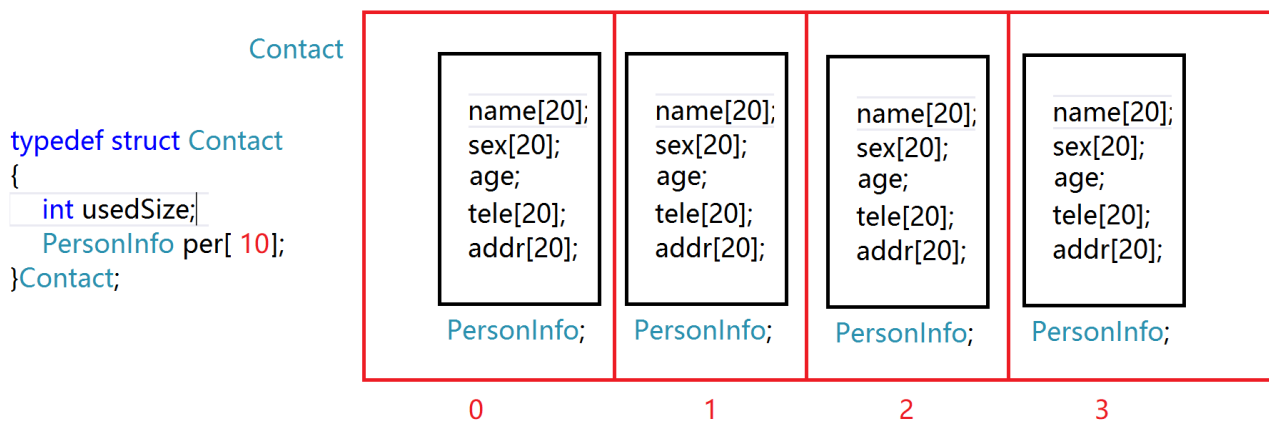 Contact
typedef struct Contact
{
int usedSize;
PersonInfo per[ 10];
}Contact;
name[20];
sex[20];
age;
tele[20];
addr[20];
PersonInfo;
0
name[20];
sex[20];
age;
tele[20];
addr[20];
PersonInfo;
1
name[20];
sex[20];
age;
tele[20];
addr[20];
PersonInfo;
2
name[20];
sex[20];
age;
tele[20];
addr[20];
PersonInfo;
3